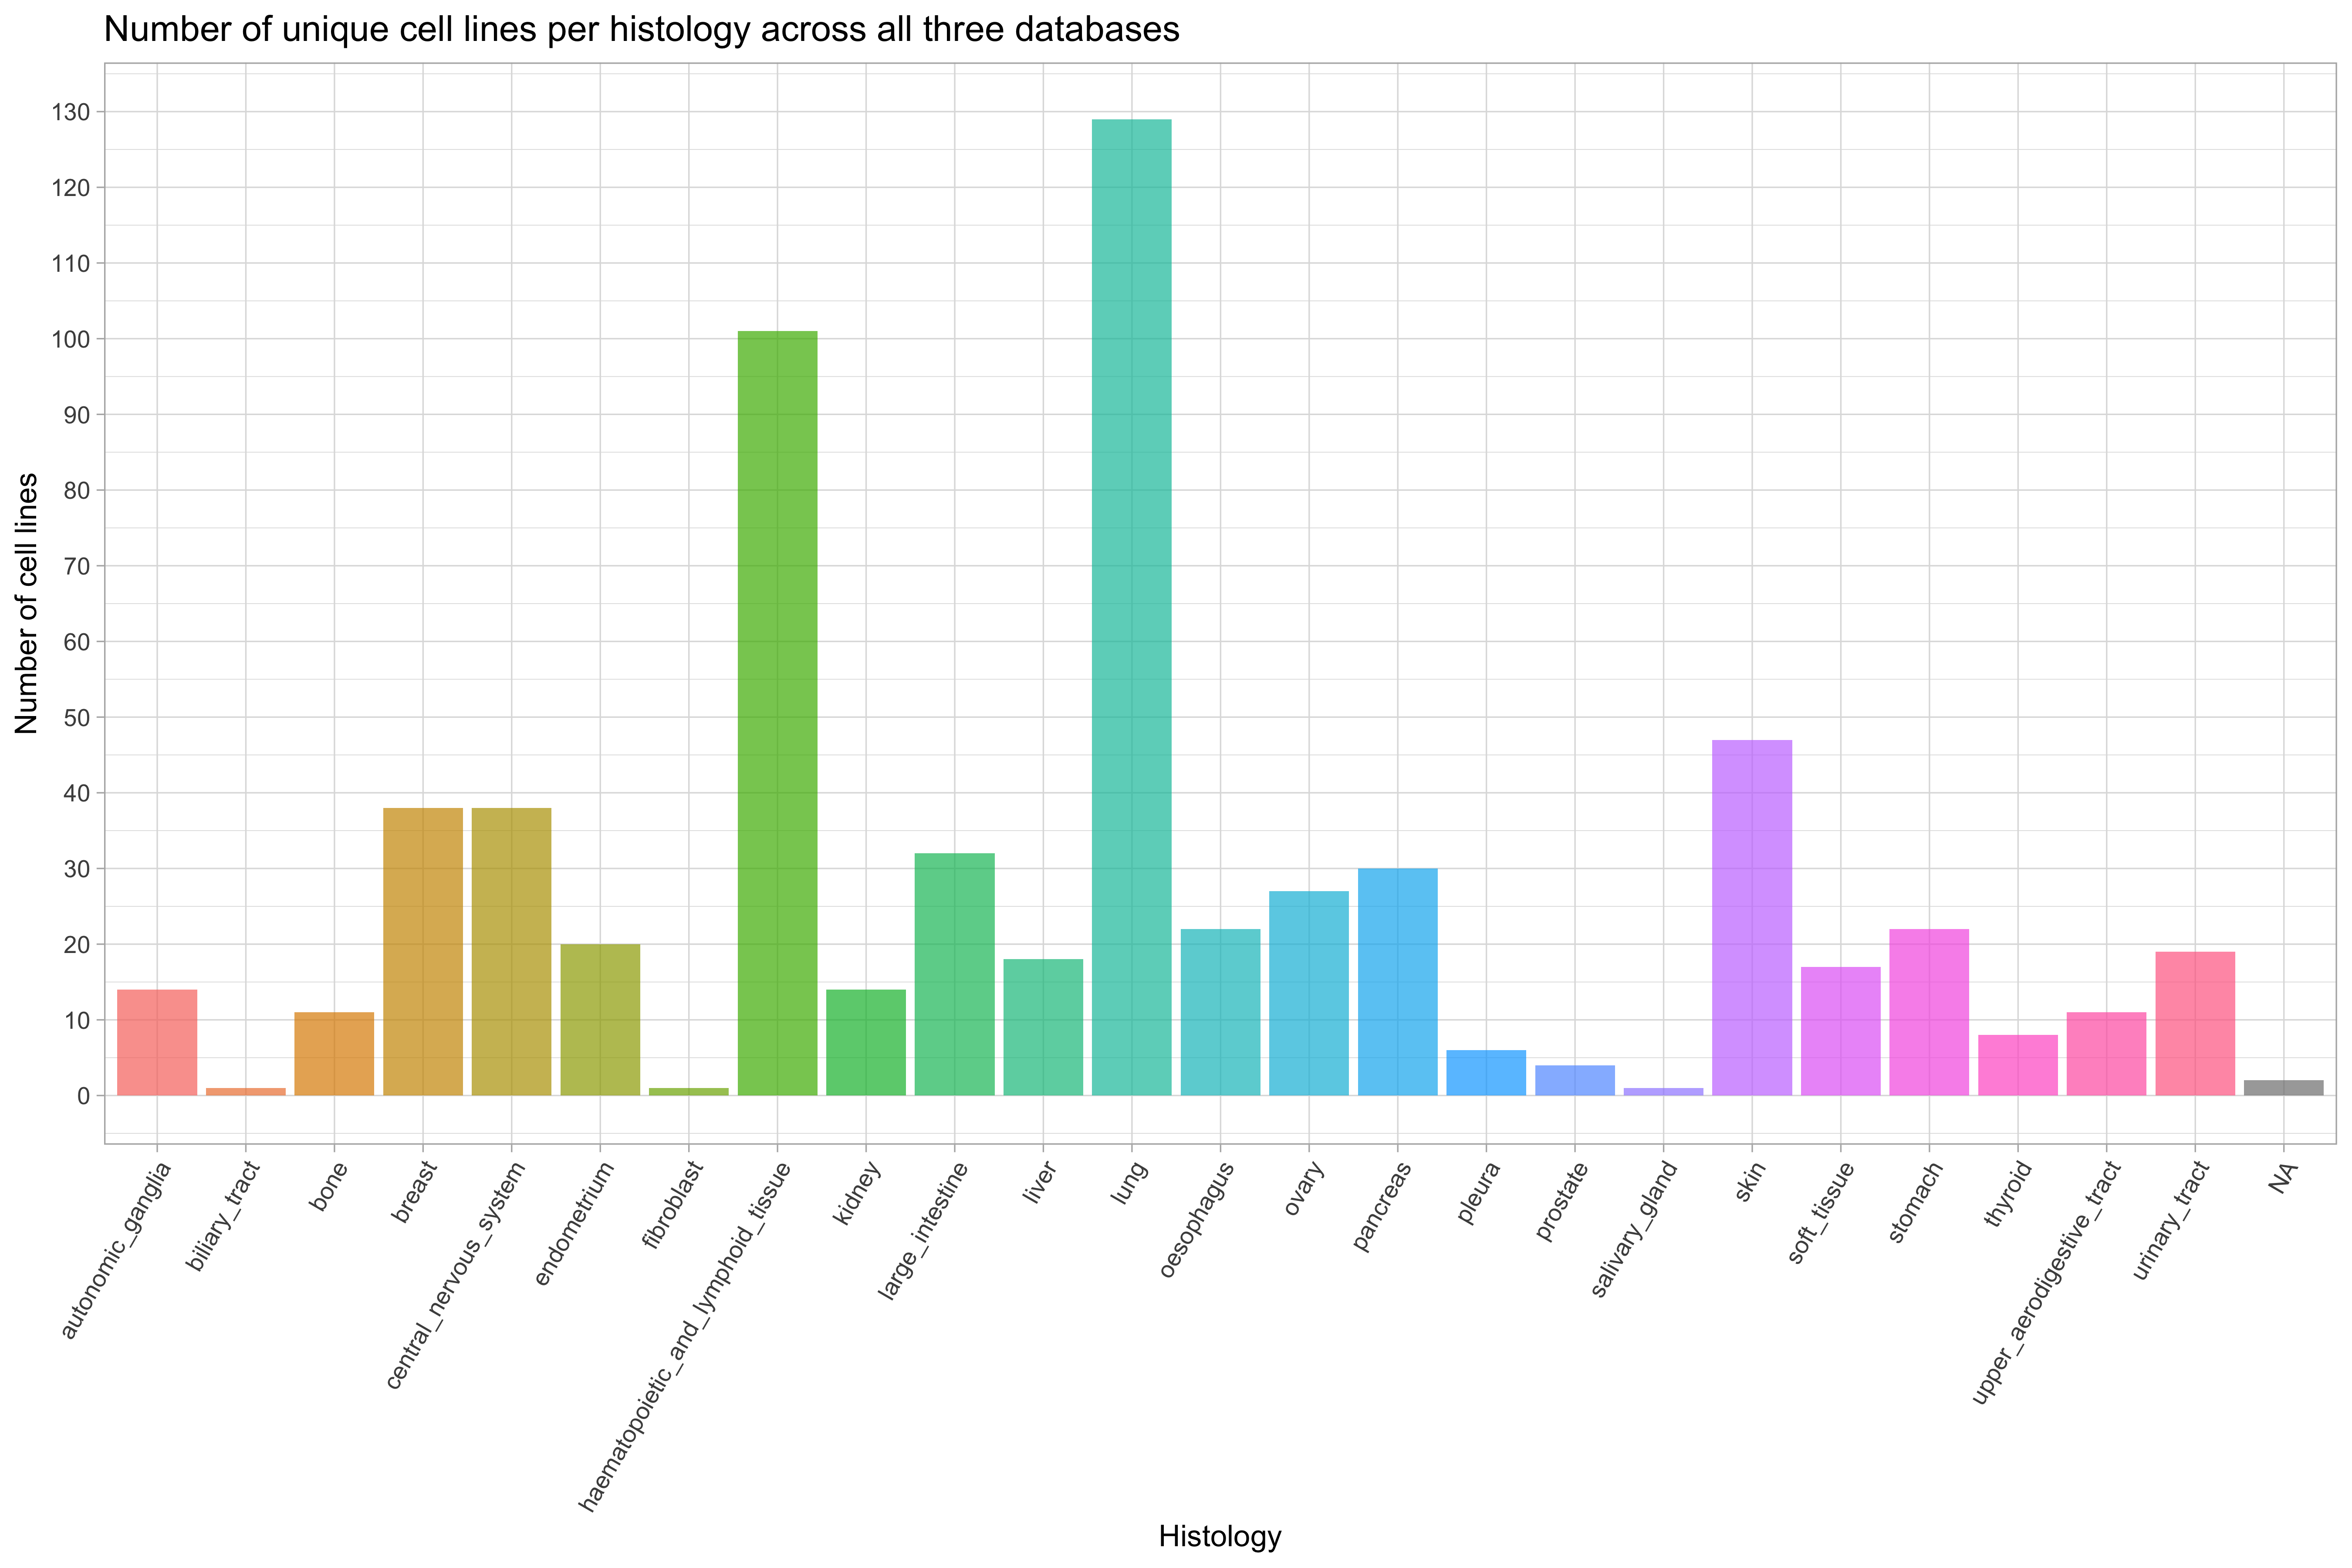 Number of unique cell lines per histology across all three databases
Number of cell lines
130
120
110
100
90
80
70
60
50
40
30
20
10
0
autonomic_ganglia
biliary_tract
bone
breast
central_nervous_system
endometrium
fibroblast
haematopoietic_and_lymphoid_tissue
kidney
large_intestine
liver
lung
oesophagus
ovary
pancreas
pleura
prostate
salivary_gland
skin
soft_tissue
stomach
thyroid
upper_aerodigestive_tract
urinary_tract
NA
Histology